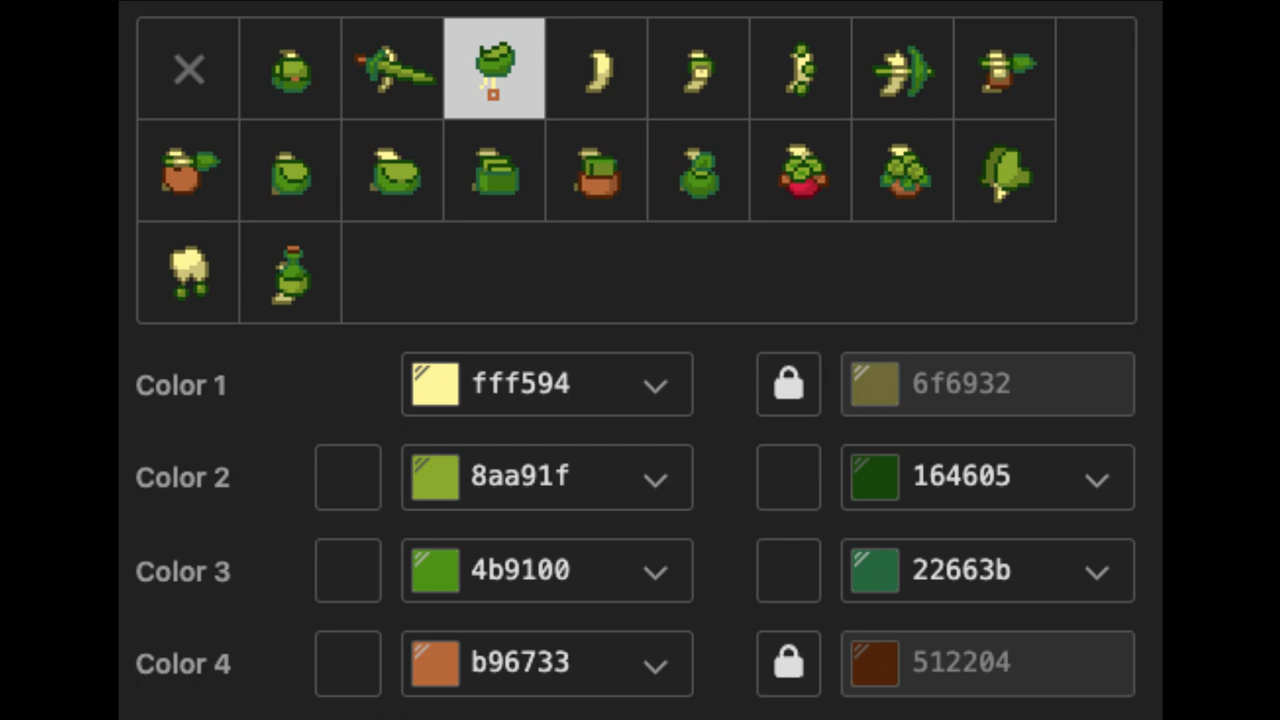 Color 1 fff594 6f6932
Color 2 8aa91f 164605
Color 3 4b9100 22663b
Color 4 b96733 512204